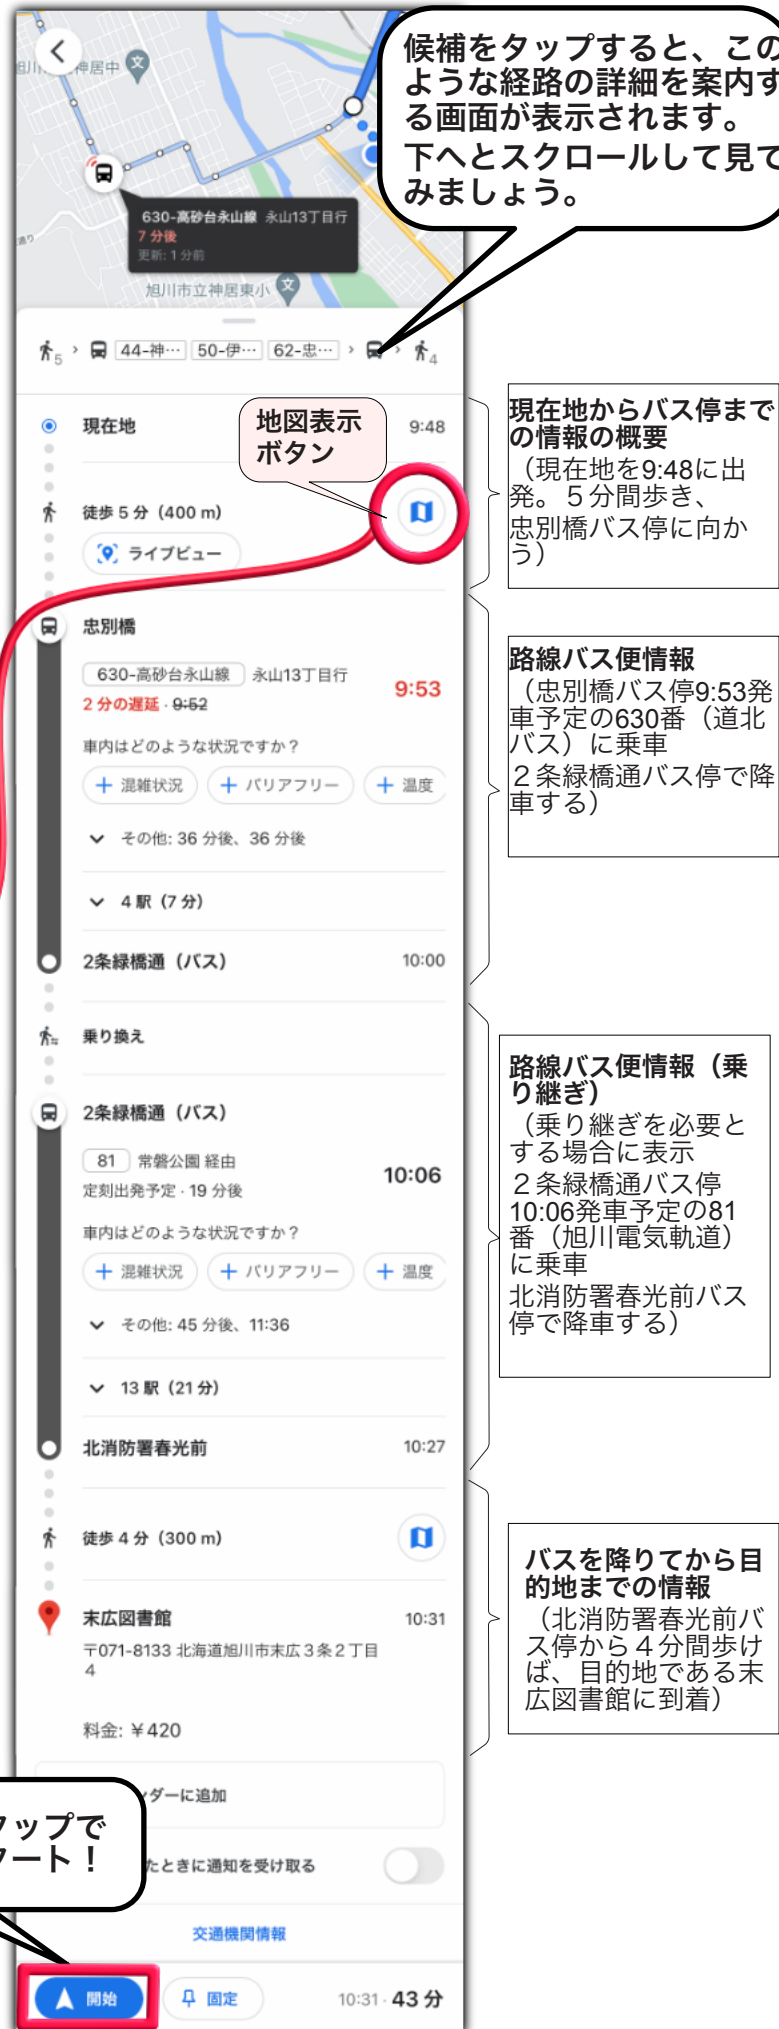 候補をタップすると、この
ような経路の詳細を案内す
る画面が表示されます。
下へとスクロールして見て
みましょう。
神居中
630-高砂台永山線 永山13丁目行
7 分後
更新: 1 分前
旭川市立神居東小
5 44-神… 50-伊… 62-忠… 4
現在地 9:48
地図表示
ボタン
徒歩 5 分（400 m）
ライブビュー
現在地からバス停まで
の情報の概要
（現在地を9:48に出
発。５分間歩き、
忠別橋バス停に向か
う）
忠別橋
630-高砂台永山線 永山13丁目行 9:53
2 分の遅延 · 9:52
車内はどのような状況ですか？
混雑状況 バリアフリー 温度
その他: 36 分後、36 分後
4 駅（7 分）
2条緑橋通（バス） 10:00
路線バス便情報
（忠別橋バス停9:53発
車予定の630番（道北
バス）に乗車
２条緑橋通バス停で降
車する）
乗り換え
2条緑橋通（バス）
81 常磐公園 経由 10:06
定刻出発予定 · 19 分後
車内はどのような状況ですか？
混雑状況 バリアフリー 温度
その他: 45 分後、11:36
13 駅（21 分）
北消防署春光前 10:27
路線バス便情報（乗
り継ぎ）
（乗り継ぎを必要と
する場合に表示
２条緑橋通バス停
10:06発車予定の81
番（旭川電気軌道）
に乗車
北消防署春光前バス
停で降車する）
徒歩 4 分（300 m）
末広図書館 10:31
〒071-8133 北海道旭川市末広３条２丁目
４
料金: ￥420
バスを降りてから目
的地までの情報
（北消防署春光前バ
ス停から４分間歩け
ば、目的地である末
広図書館に到着）
ンダーに追加
タップで
タート！
たときに通知を受け取る
交通機関情報
開始 固定 10:31 · 43 分